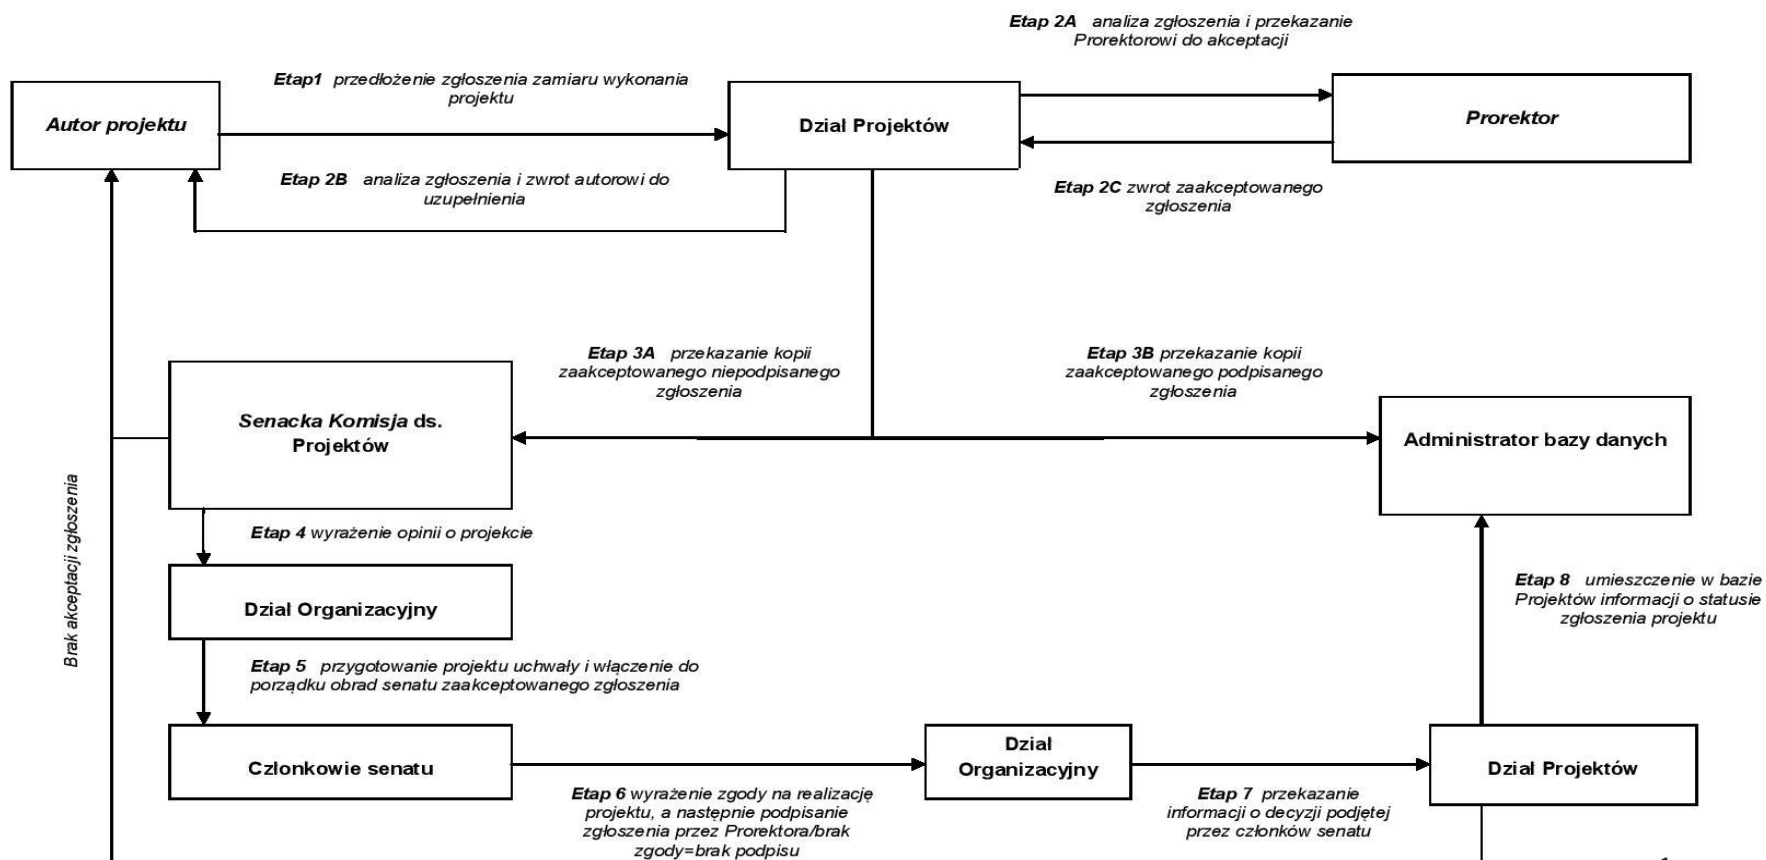 Etap 2A analiza zgłoszenia i przekazanie
Prorektorowi do akceptacji
Etap1 przedłożenie zgłoszenia zamiaru wykonania
projektu
Autor projektu
Dział Projektów
Prorektor
Etap 2B analiza zgłoszenia i zwrot autorowi do
uzupełnienia
Etap 2C zwrot zaakceptowanego
zgłoszenia
Etap 3A przekazanie kopii
zaakceptowanego niepodpisanego
zgłoszenia
Etap 3B przekazanie kopii
zaakceptowanego podpisanego
zgłoszenia
Senacka Komisja ds.
Projektów
Administrator bazy danych
Brak akceptacji zgłoszenia
Etap 4 wyrażenie opinii o projekcie
Dział Organizacyjny
Etap 8 umieszczenie w bazie
Projektów informacji o statusie
zgłoszenia projektu
Etap 5 przygotowanie projektu uchwały i włączenie do
porządku obrad senatu zaakceptowanego zgłoszenia
Członkowie senatu
Dział
Organizacyjny
Dział Projektów
Etap 6 wyrażenie zgody na realizację
projektu, a następnie podpisanie
zgłoszenia przez Prorektora/brak
zgody=brak podpisu
Etap 7 przekazanie
informacji o decyzji podjętej
przez członków senatu